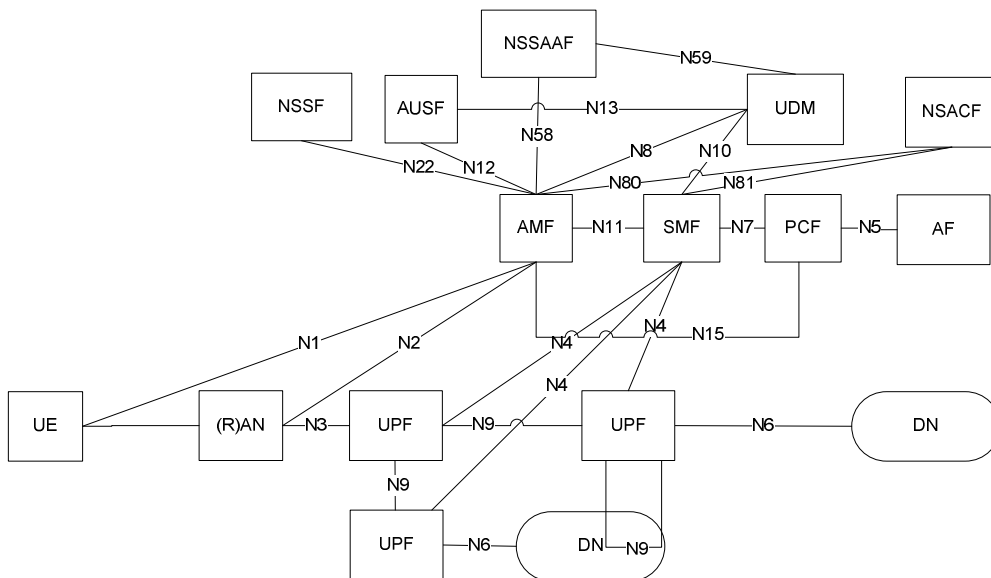 NSSAAF
N59
NSSF
AUSF
N13
UDM
NSACF
N58
N22
N12
N8
N10
N80
N81
AMF
N11
SMF
N7
PCF
N5
AF
N1
N2
N4
N4
N15
N4
UE
(R)AN
N3
UPF
N9
UPF
N6
DN
N9
UPF
N6
DN
N9